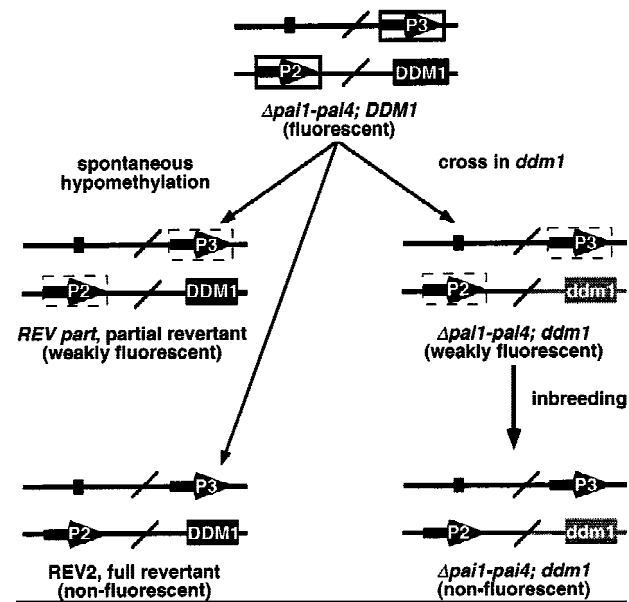 P3
P2 DDM1
Δpai1-pai4; DDM1
(fluorescent)
spontaneous
hypomethylation
cross in ddm1
P3
P2 DDM1
REV part, partial revertant
(weakly fluorescent)
P3
P2 ddm1
Δpai1-pai4; ddm1
(weakly fluorescent)
inbreeding
P3
P2 DDM1
REV2, full revertant
(non-fluorescent)
P3
P2 ddm1
Δpai1-pai4; ddm1
(non-fluorescent)